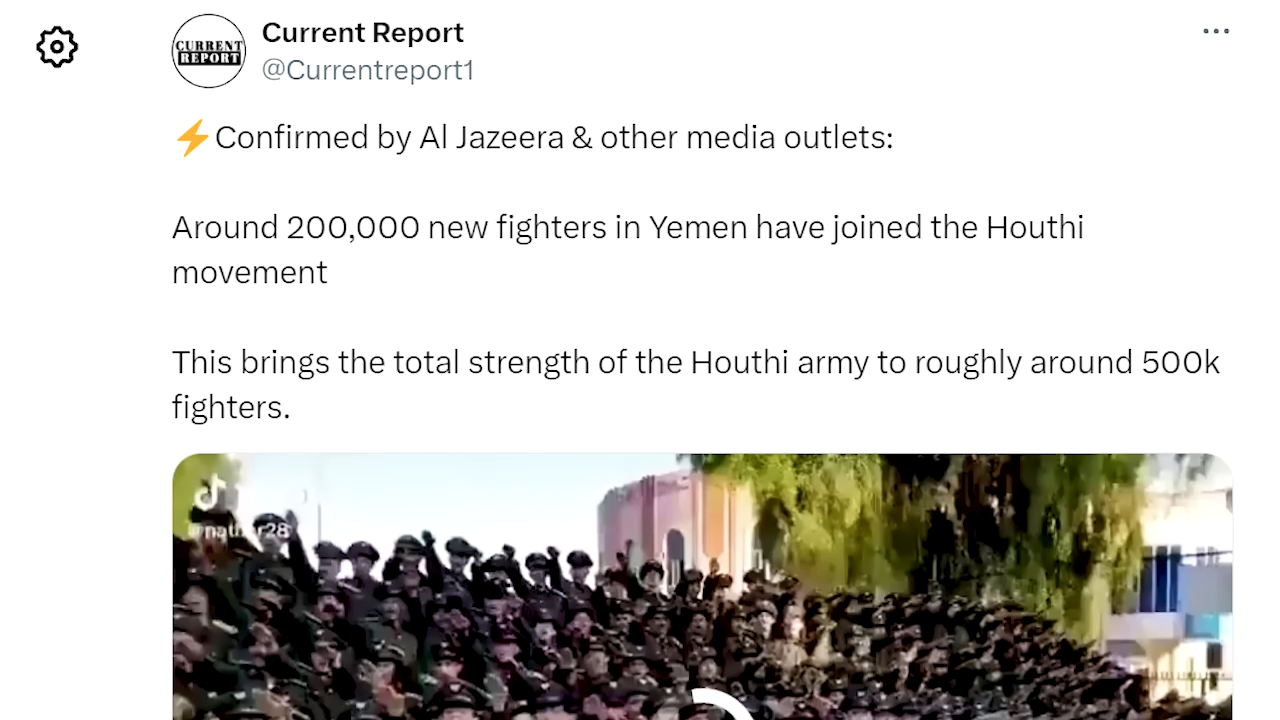 CURRENT
REPORT
Current Report
@Currentreport1
⚡Confirmed by Al Jazeera & other media outlets:
Around 200,000 new fighters in Yemen have joined the Houthi
movement
This brings the total strength of the Houthi army to roughly around 500k
fighters.